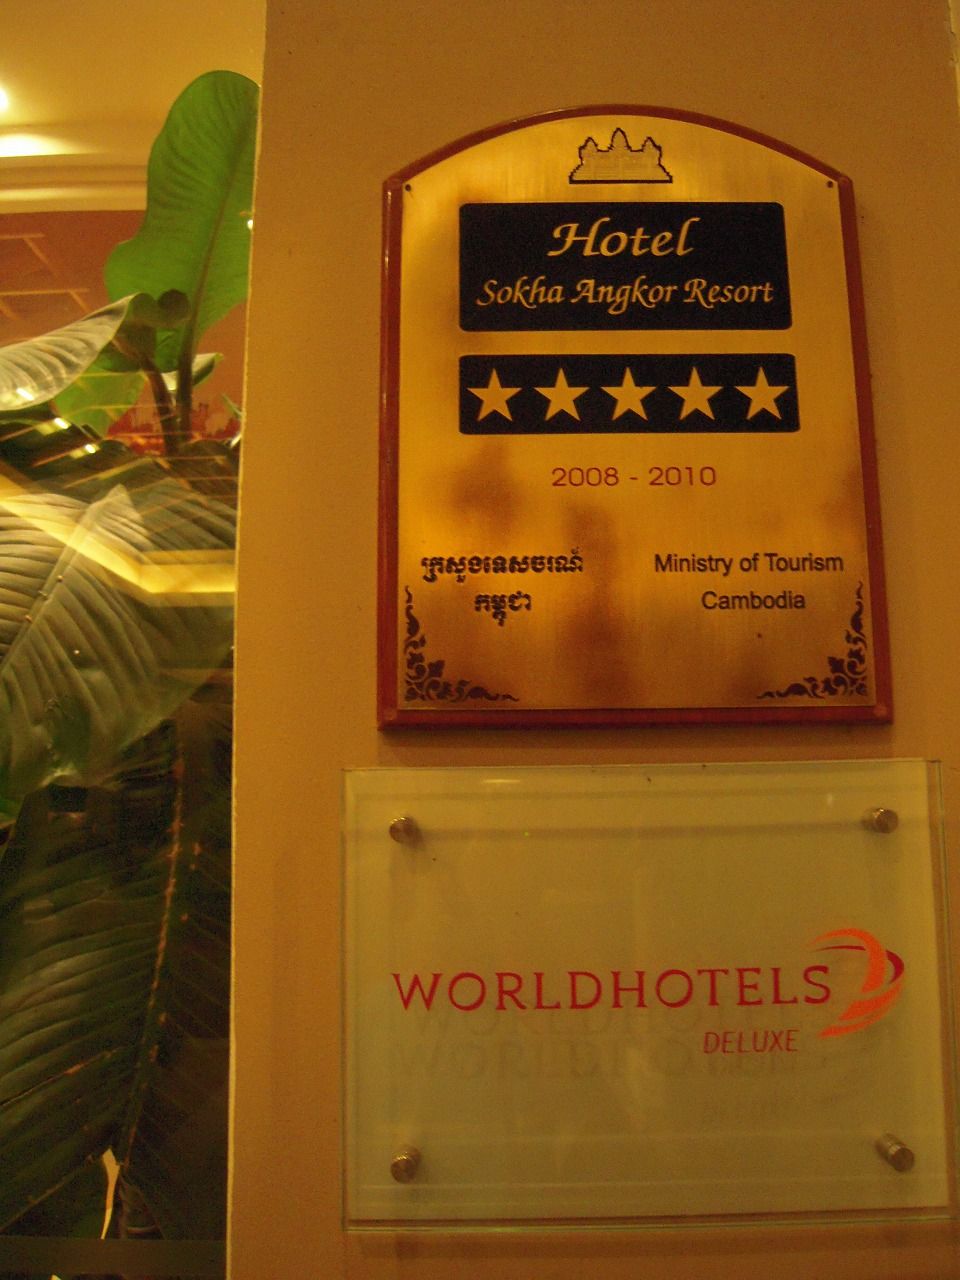 Hotel
Sokha Angkor Resort
2008 - 2010
ក្រសួងទេសចរណ៍
កម្ពុជា
Ministry of Tourism
Cambodia
WORLDHOTELS
DELUXE